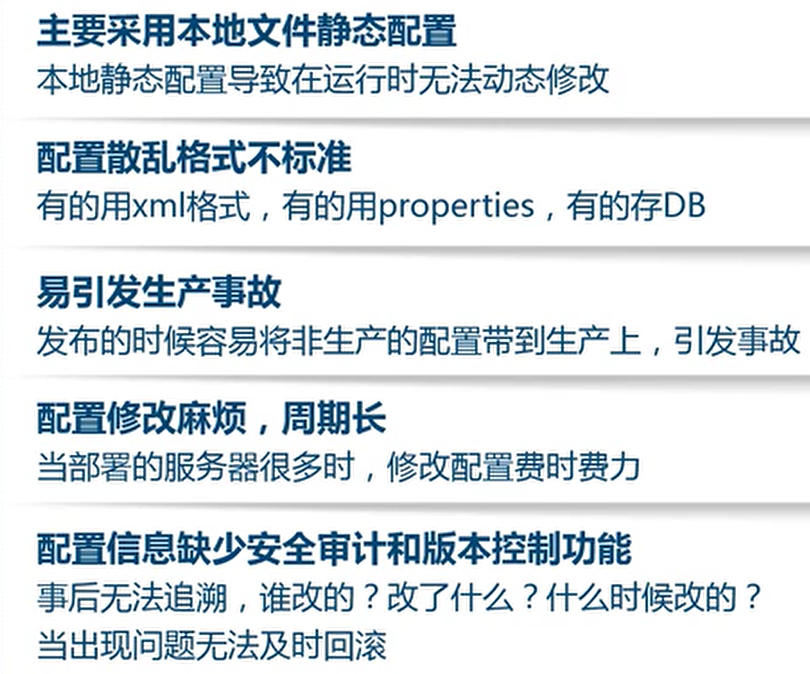 主要采用本地文件静态配置
本地静态配置导致在运行时无法动态修改
配置散乱格式不标准
有的用xml格式，有的用properties，有的存DB
易引发生产事故
发布的时候容易将非生产的配置带到生产上，引发事故
配置修改麻烦，周期长
当部署的服务器很多时，修改配置费时费力
配置信息缺少安全审计和版本控制功能
事后无法追溯，谁改的？改了什么？什么时候改的？
当出现问题无法及时回滚